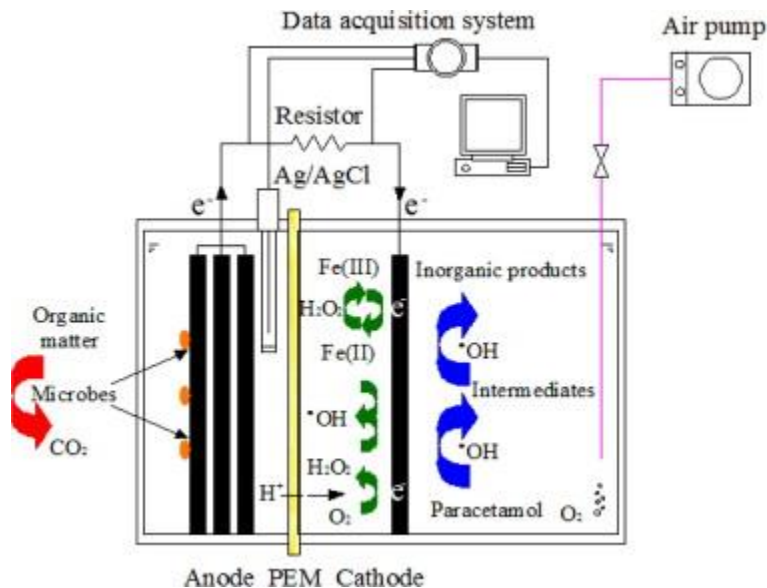 Data acquisition system
Air pump
Resistor
Ag/AgCl
e⁻
e⁻
Fe(III)
Inorganic products
H₂O₂
e⁻
Organic
matter
Fe(II)
•OH
Microbes
Intermediates
•OH
•OH
CO₂
H₂O₂
H⁺
e⁻
O₂
Paracetamol
O₂
Anode PEM Cathode